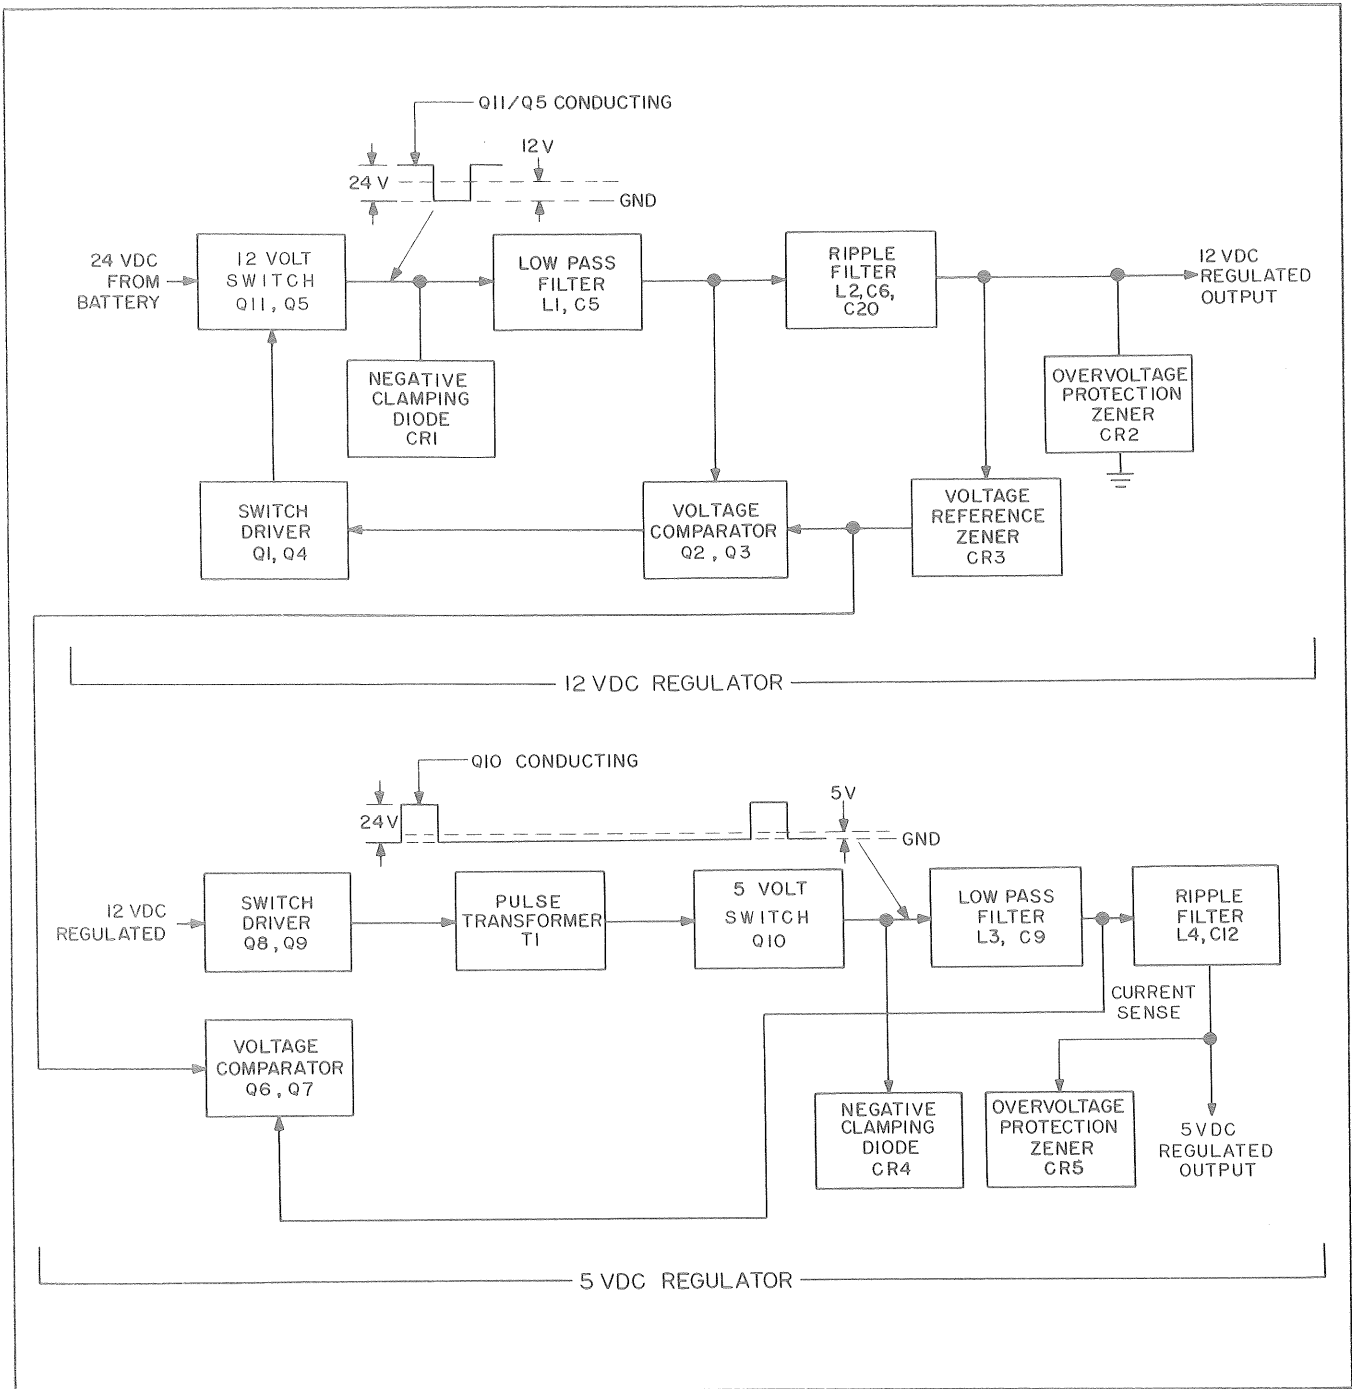 Q11/Q5 CONDUCTING
12V
24V
GND
24 VDC
FROM
BATTERY
12 VOLT
SWITCH
Q11, Q5
LOW PASS
FILTER
L1, C5
RIPPLE
FILTER
L2, C6,
C20
12 VDC
REGULATED
OUTPUT
NEGATIVE
CLAMPING
DIODE
CR1
OVERVOLTAGE
PROTECTION
ZENER
CR2
SWITCH
DRIVER
Q1, Q4
VOLTAGE
COMPARATOR
Q2, Q3
VOLTAGE
REFERENCE
ZENER
CR3
12 VDC REGULATOR
Q10 CONDUCTING
5V
24V
GND
12 VDC
REGULATED
SWITCH
DRIVER
Q8, Q9
PULSE
TRANSFORMER
T1
5 VOLT
SWITCH
Q10
LOW PASS
FILTER
L3, C9
RIPPLE
FILTER
L4, C12
CURRENT
SENSE
VOLTAGE
COMPARATOR
Q6, Q7
NEGATIVE
CLAMPING
DIODE
CR4
OVERVOLTAGE
PROTECTION
ZENER
CR5
5VDC
REGULATED
OUTPUT
5 VDC REGULATOR